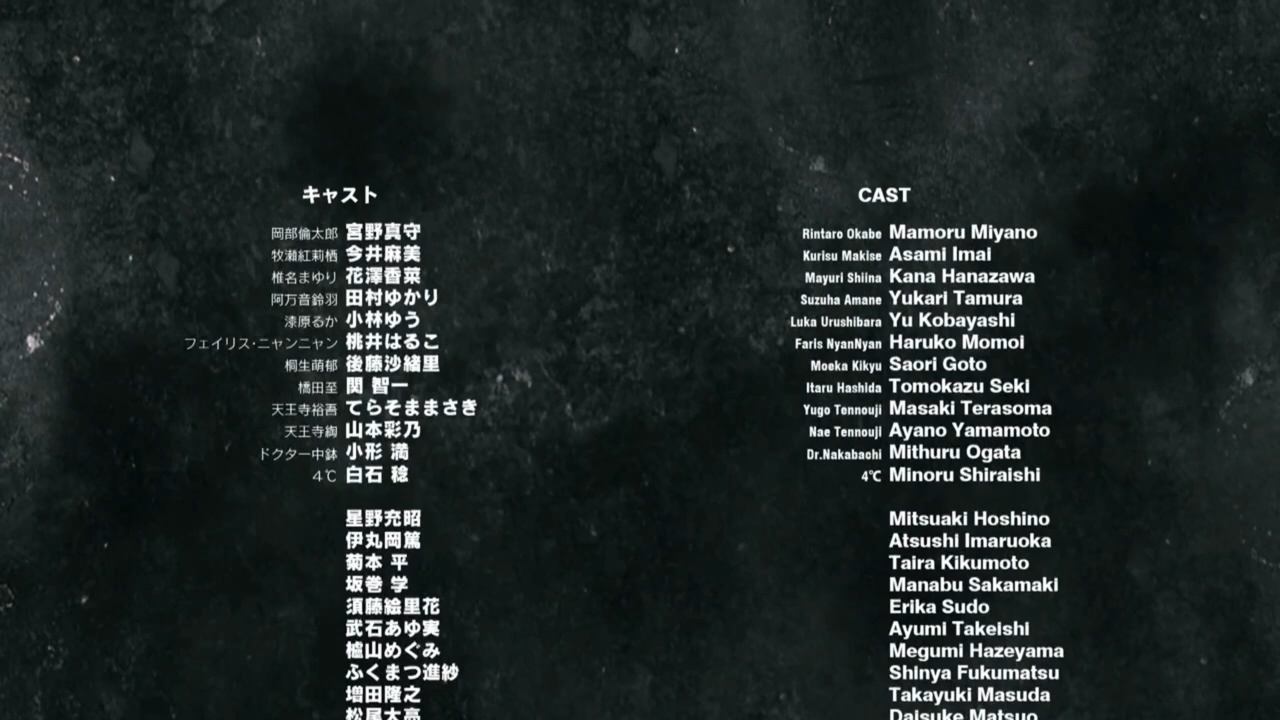 キャスト
岡部倫太郎 宮野真守
牧瀬紅莉栖 今井麻美
椎名まゆり 花澤香菜
阿万音鈴羽 田村ゆかり
漆原るか 小林ゆう
フェイリス・ニャンニャン 桃井はるこ
桐生萌郁 後藤沙緒里
橋田至 関 智一
天王寺裕吾 てらそままさき
天王寺綯 山本彩乃
ドクター中鉢 小形 満
4℃ 白石 稔
星野充昭
伊丸岡篤
菊本 平
坂巻 学
須藤絵里花
武石あゆ実
櫨山めぐみ
ふくまつ進紗
増田隆之
松尾大亮
CAST
Rintaro Okabe Mamoru Miyano
Kurisu Makise Asami Imai
Mayuri Shiina Kana Hanazawa
Suzuha Amane Yukari Tamura
Luka Urushibara Yu Kobayashi
Faris NyanNyan Haruko Momoi
Moeka Kikyu Saori Goto
Itaru Hashida Tomokazu Seki
Yugo Tennouji Masaki Terasoma
Nae Tennouji Ayano Yamamoto
Dr.Nakabachi Mithuru Ogata
4℃ Minoru Shiraishi
Mitsuaki Hoshino
Atsushi Imaruoka
Taira Kikumoto
Manabu Sakamaki
Erika Sudo
Ayumi Takeishi
Megumi Hazeyama
Shinya Fukumatsu
Takayuki Masuda
Daisuke Matsuo